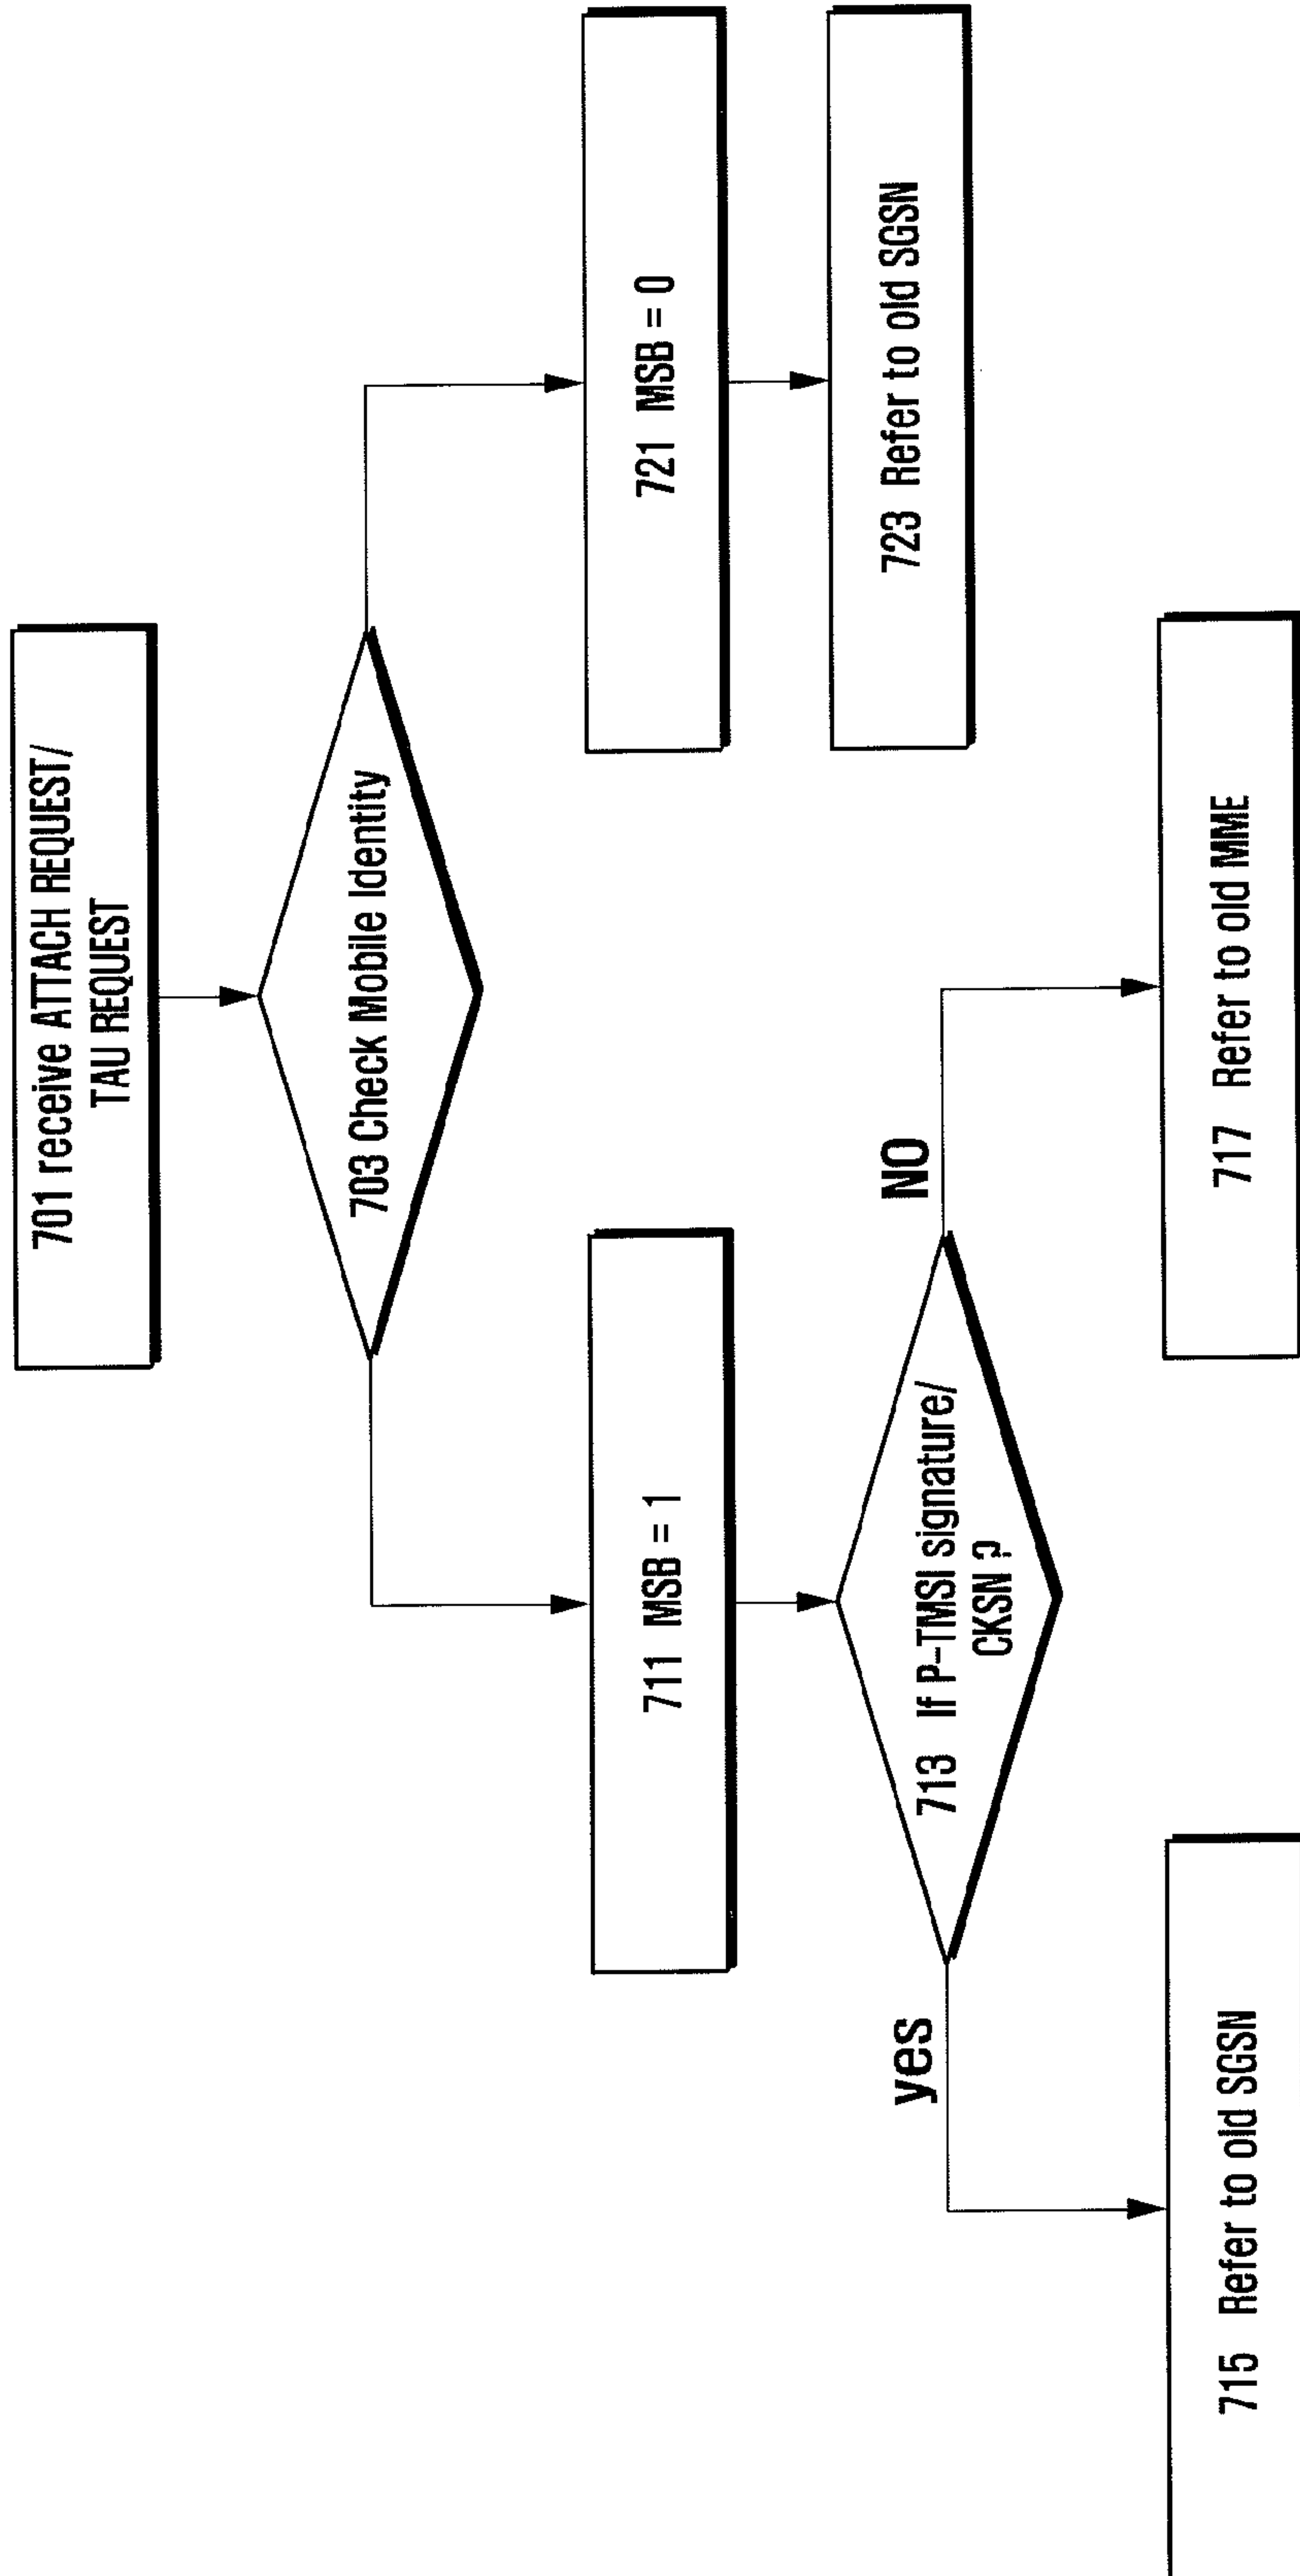 701 receive ATTACH REQUEST/
TAU REQUEST
703 Check Mobile Identity
711 MSB = 1
721 MSB = 0
713 If P-TMSI signature/
CKSN ?
723 Refer to old SGSN
yes
NO
715 Refer to old SGSN
717 Refer to old MME